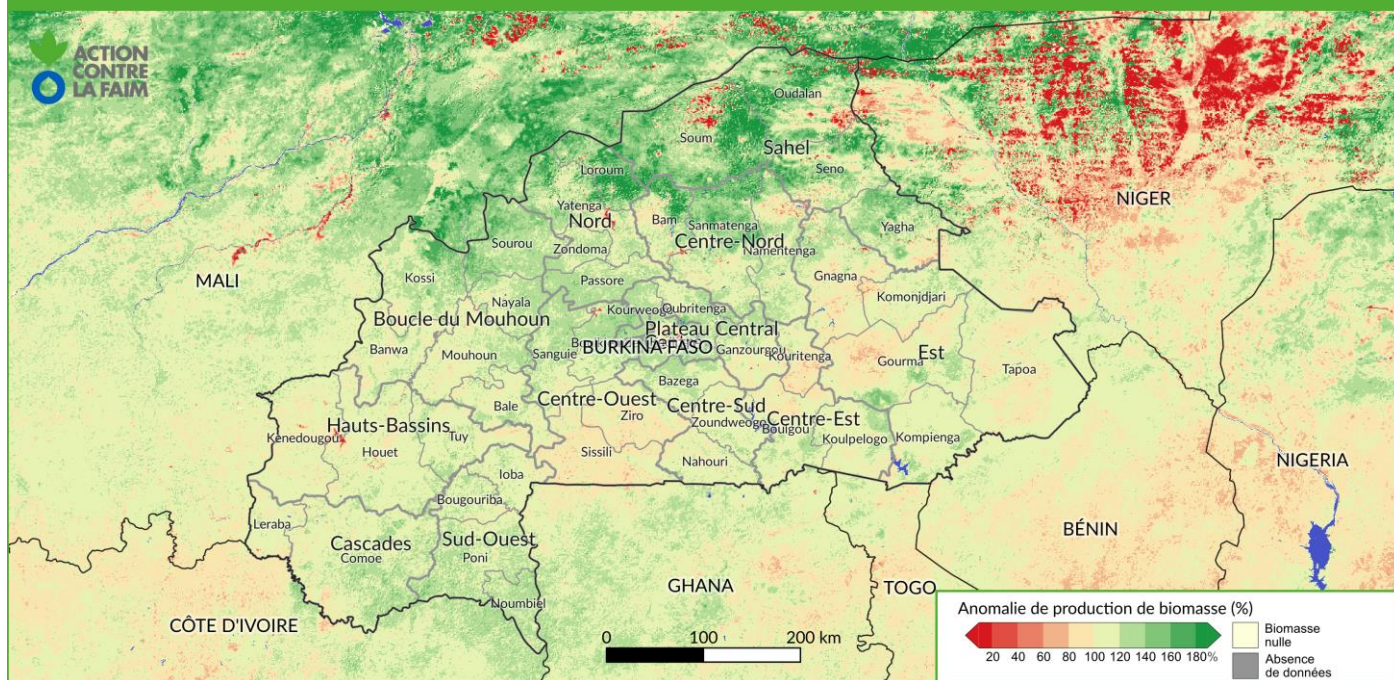 ACTION
CONTRE
LA FAIM
Oudalan
Soum
Sahel
Seno
Loroum
Yatenga
Nord
Bam
Sanmatenga
Centre-Nord
Namentenga
Yagha
NIGER
Sourou
Zondoma
MALI
Kossi
Passore
Gnagna
Komonjdjari
Nayala
Kourweogo
Oubritenga
Boucle du Mouhoun
Plateau Central
Banwa
Mouhoun
Sanguie
BURKINA FASO
Ganzourgou
Kouritenga
Gourma
Est
Tapoa
Bazega
Bale
Centre-Ouest
Ziro
Centre-Sud
Zoundweogo
Centre-Est
Boulgou
Koulpelogo
Kompienga
Kenedougou
Hauts-Bassins
Houet
Tuy
Sissili
Nahouri
Ioba
NIGERIA
Bougouriba
Leraba
Cascades
Comoe
Sud-Ouest
Poni
Noumbiel
BÉNIN
GHANA
TOGO
CÔTE D'IVOIRE
0 100 200 km
Anomalie de production de biomasse (%)
20 40 60 80 100 120 140 160 180%
Biomasse
nulle
Absence
de données